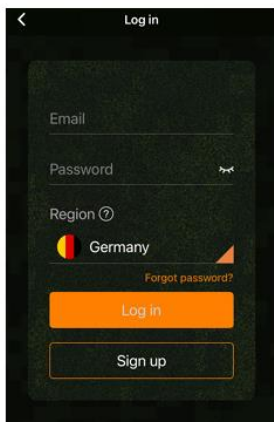 Log in
Email
Password
Region ?
Germany
Forgot password?
Log in
Sign up